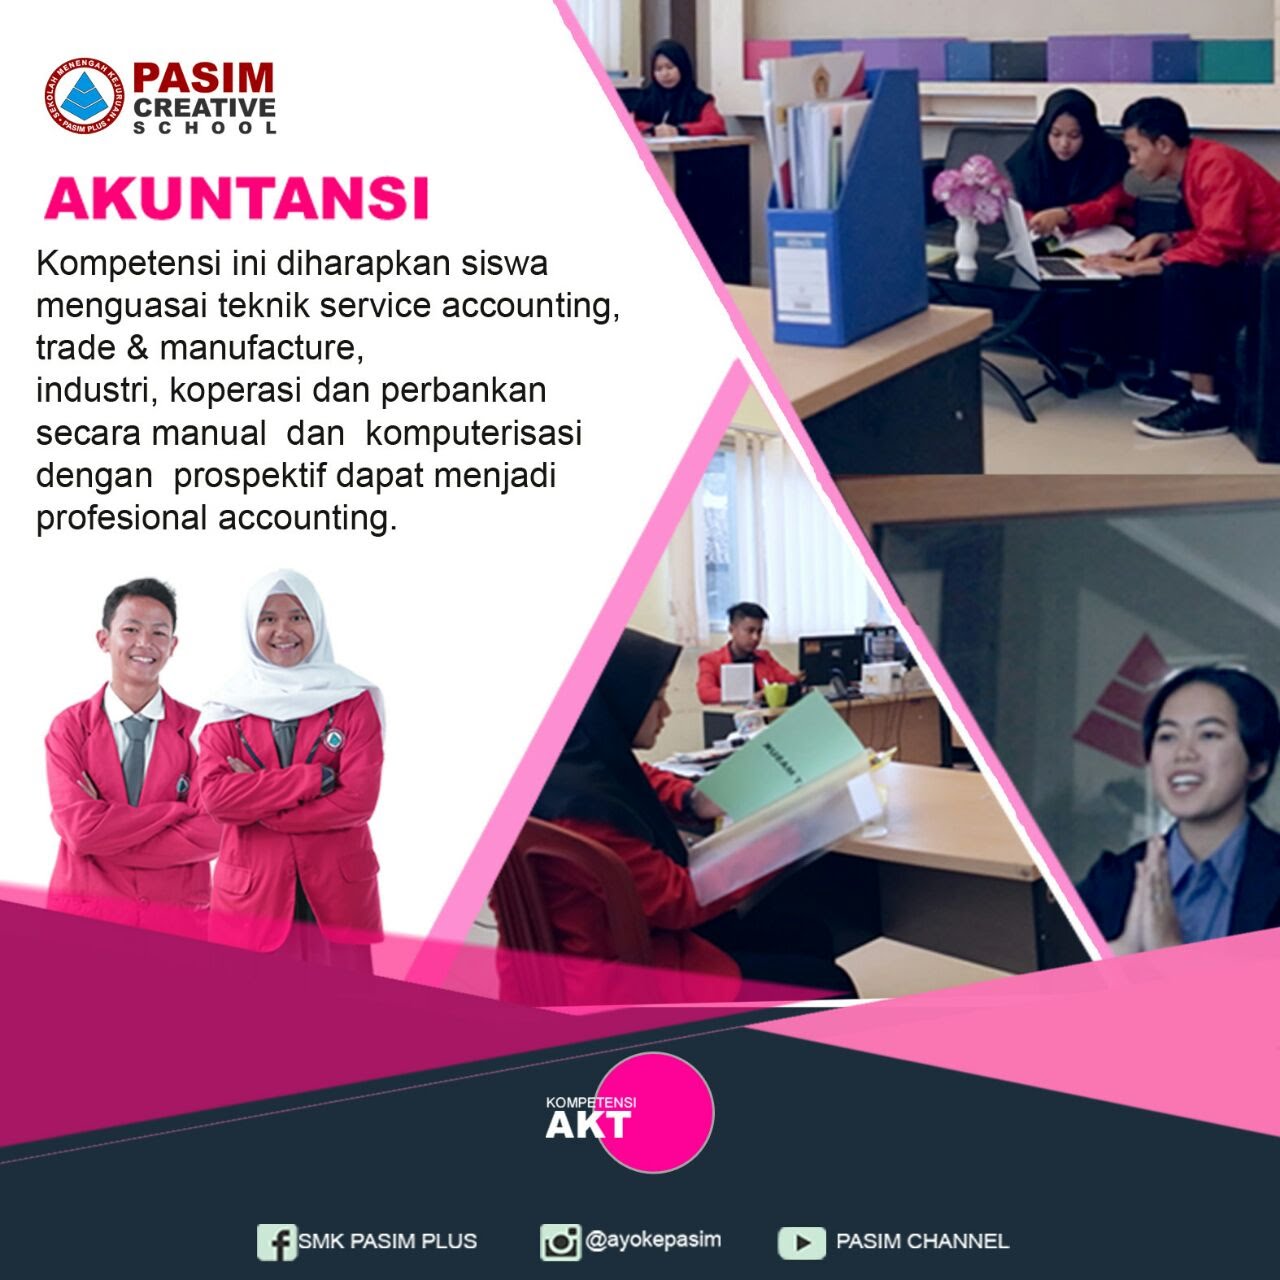 SEKOLAH MENENGAH KEJURUAN
PASIM PLUS
PASIM
CREATIVE
SCHOOL
AKUNTANSI
Kompetensi ini diharapkan siswa
menguasai teknik service accounting,
trade & manufacture,
industri, koperasi dan perbankan
secara manual dan komputerisasi
dengan prospektif dapat menjadi
profesional accounting.
KOMPETENSI
AKT
SMK PASIM PLUS
@ayokepasim
PASIM CHANNEL